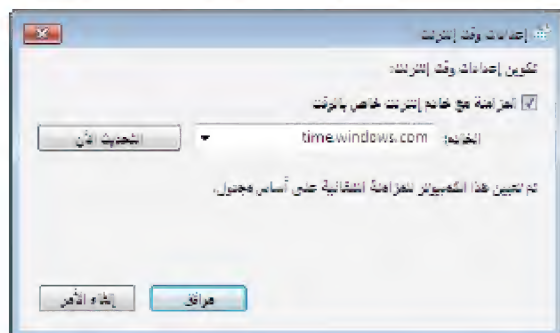 إعدادات وقت إنترنت
تكوين إعدادات وقت إنترنت:
المزامنة مع خادم إنترنت خاص بالوقت
الخادم: time.windows.com التحديث الآن
تم تعيين هذا الكمبيوتر للمزامنة التلقائية على أساس مجدول.
موافق إلغاء الأمر